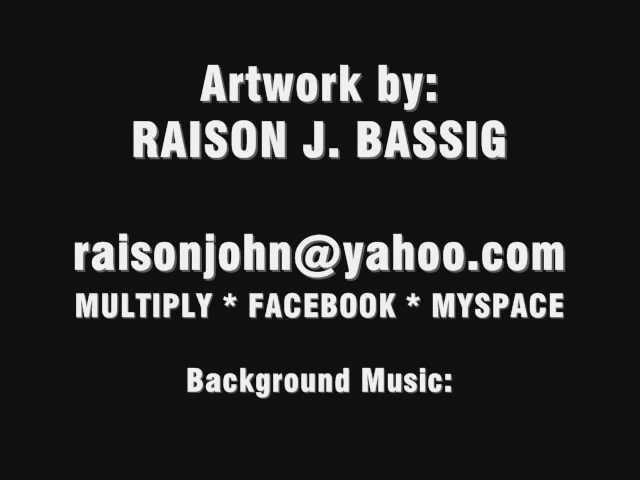 Artwork by:
RAISON J. BASSIG
raisonjohn@yahoo.com
MULTIPLY * FACEBOOK * MYSPACE
Background Music: